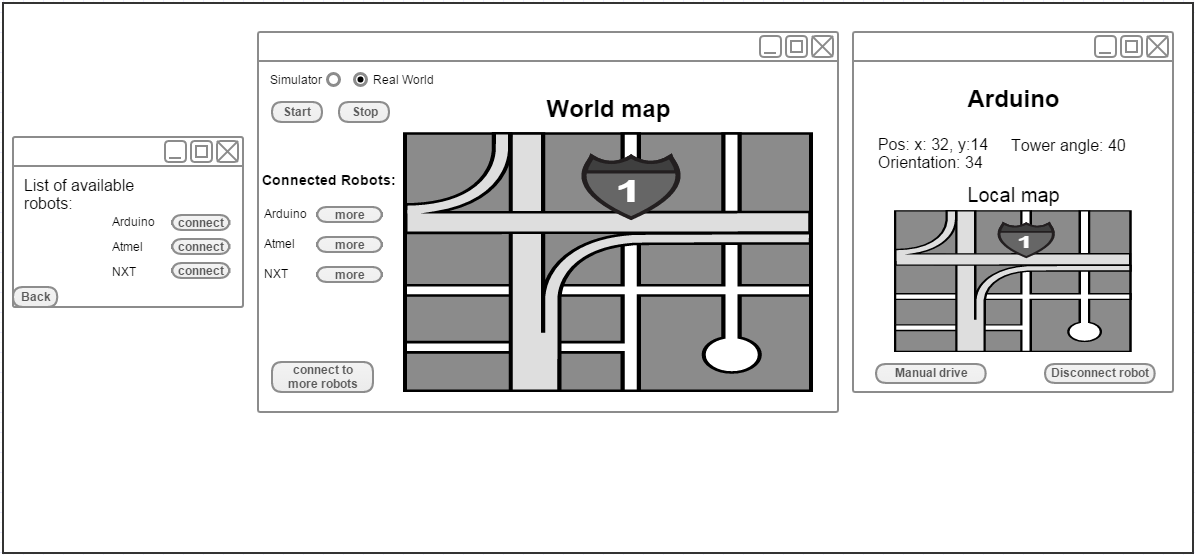 List of available
robots:
Arduino connect
Atmel connect
NXT connect
Back
Simulator Real World
Start Stop
World map
1
Connected Robots:
Arduino more
Atmel more
NXT more
connect to
more robots
Arduino
Pos: x: 32, y:14 Tower angle: 40
Orientation: 34
Local map
1
Manual drive Disconnect robot